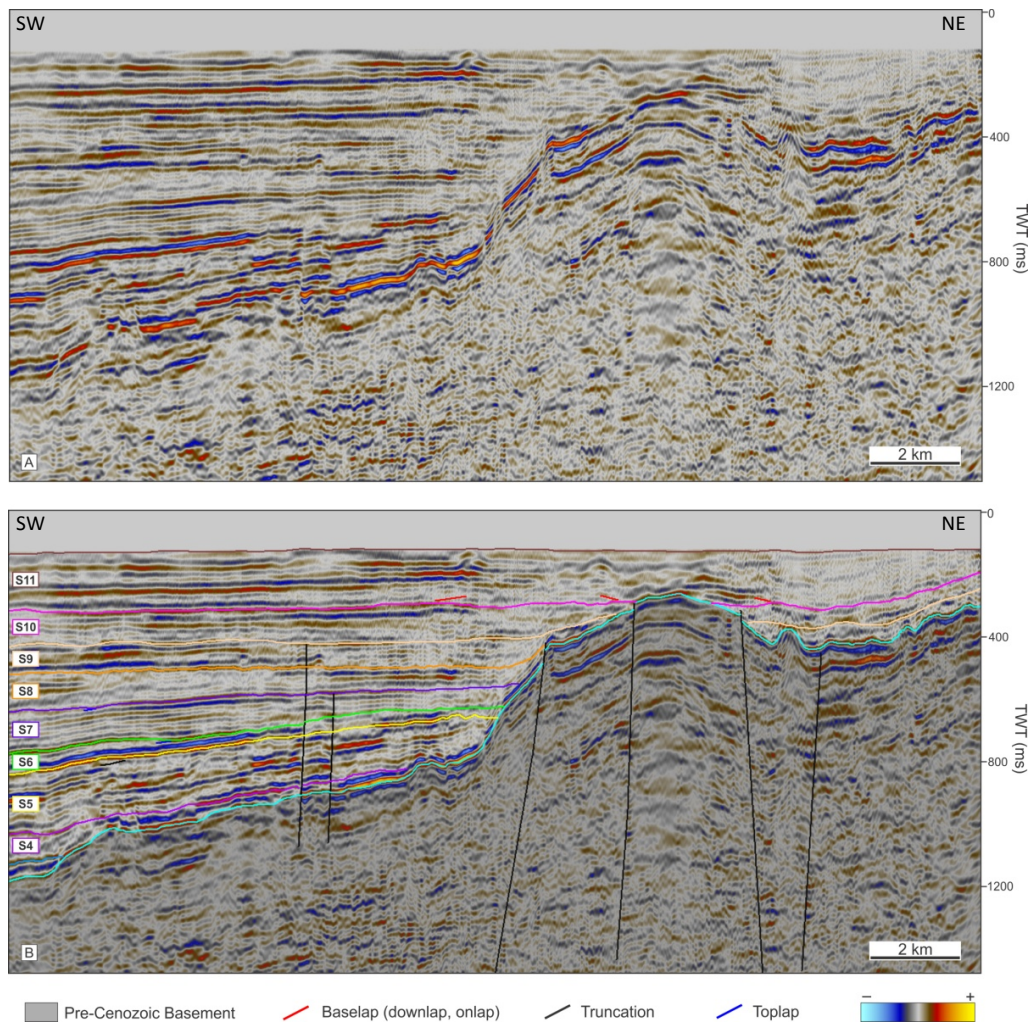 SW NE
0
400
800
1200
TWT (ms)
A
2 km
SW NE
0
S11
S10
400
S9
S8
S7
TWT (ms)
S6
800
S5
S4
1200
B
2 km
Pre-Cenozoic Basement Baselap (downlap, onlap) Truncation Toplap − +